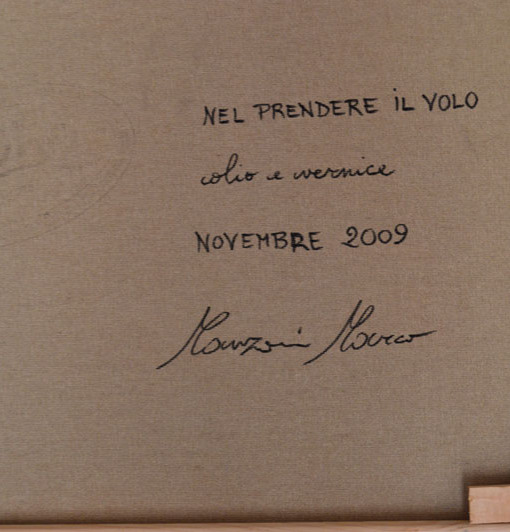 NEL PRENDERE iL VOLO
olio e vernice
NOVEMBRE 2009
Manzoni Marco